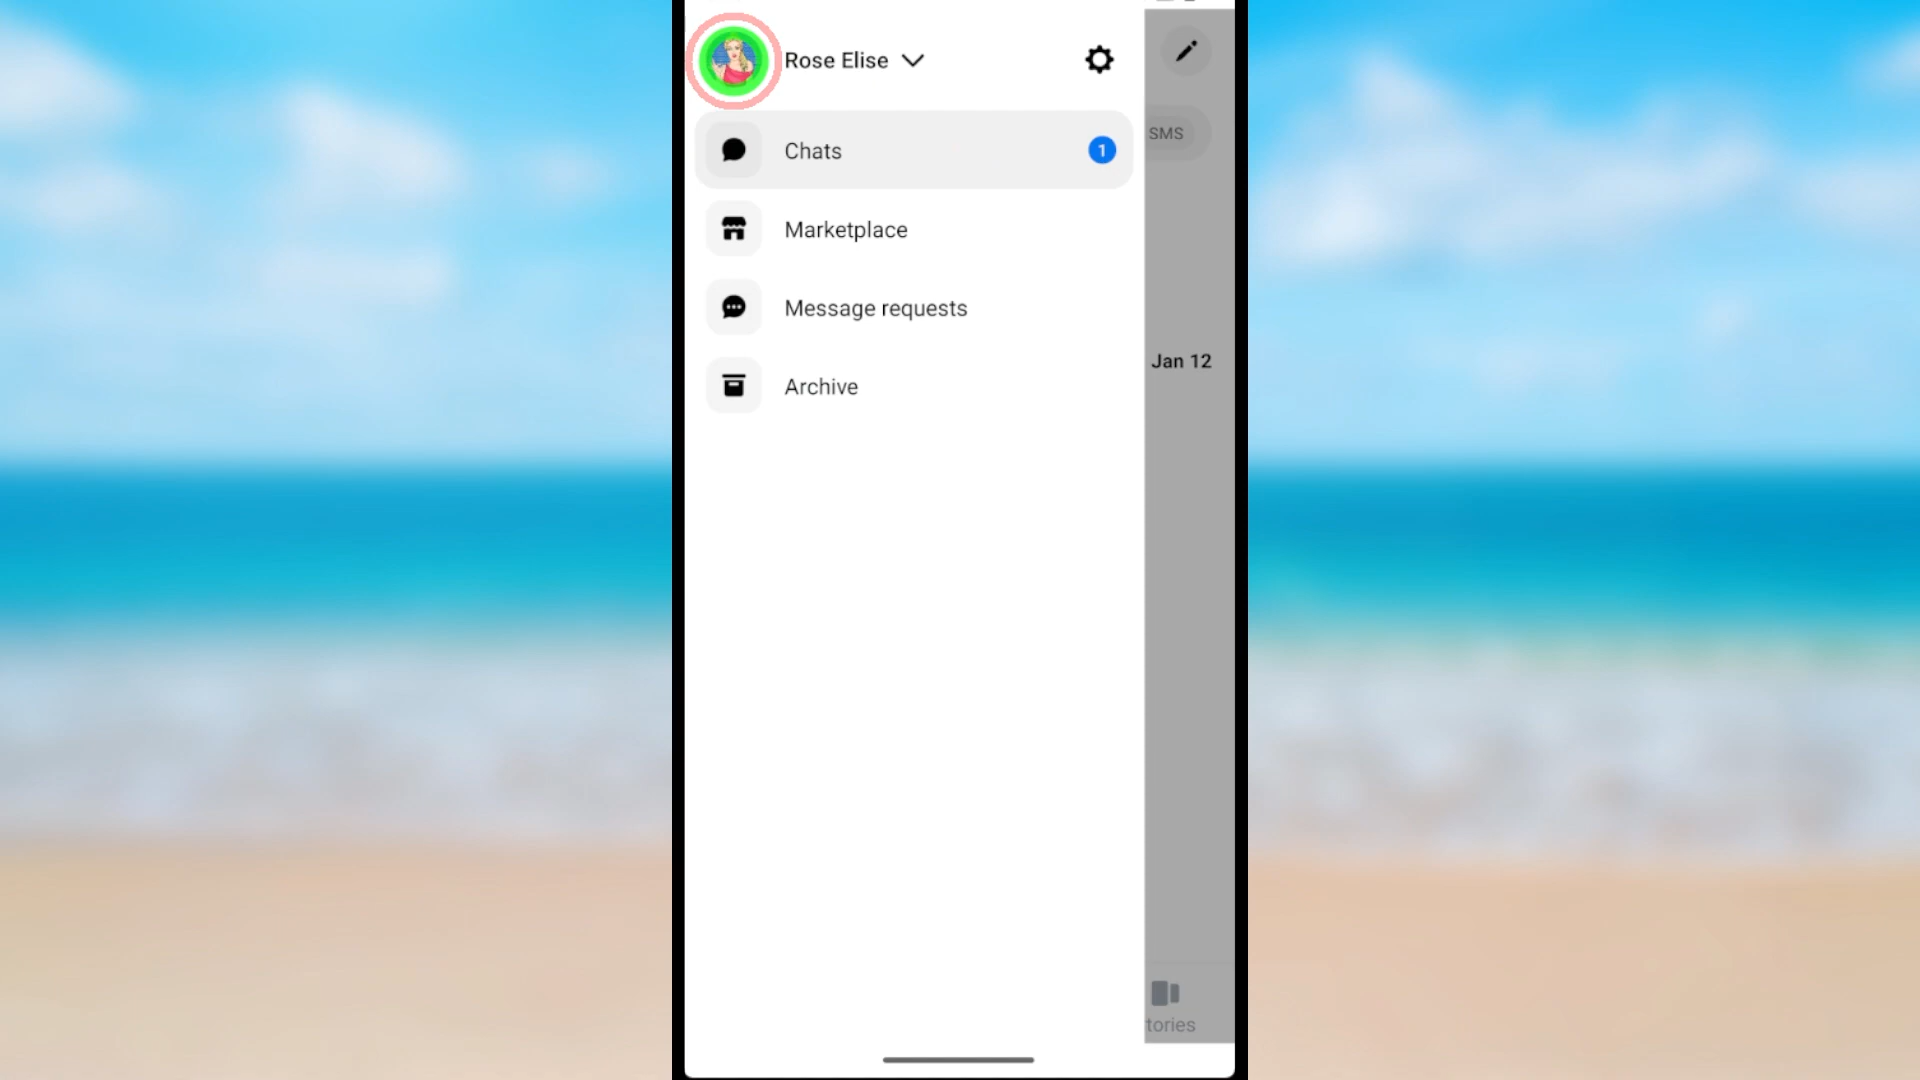 Rose Elise
Chats
1
Marketplace
Message requests
Archive
SMS
Jan 12
tories